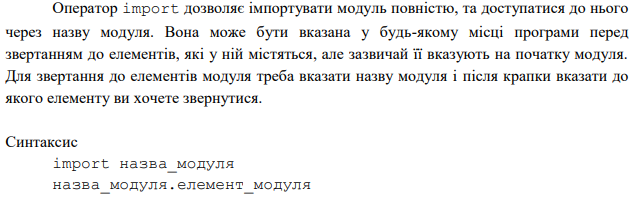 Оператор import дозволяє імпортувати модуль повністю, та доступатися до нього
через назву модуля. Вона може бути вказана у будь-якому місці програми перед
звертанням до елементів, які у ній містяться, але зазвичай її вказують на початку модуля.
Для звертання до елементів модуля треба вказати назву модуля і після крапки вказати до
якого елементу ви хочете звернутися.
Синтаксис
import назва_модуля
назва_модуля.елемент_модуля